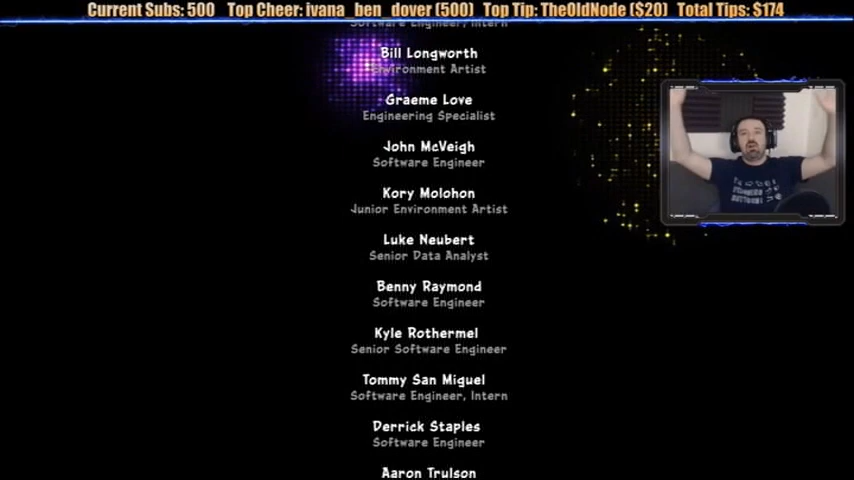 Current Subs: 500 Top Cheer: ivana_ben_dover (500) Top Tip: TheOldNode ($20) Total Tips: $174
Software Engineer, Intern
Bill Longworth
Environment Artist
Graeme Love
Engineering Specialist
John McVeigh
Software Engineer
Kory Molohon
Junior Environment Artist
Luke Neubert
Senior Data Analyst
Benny Raymond
Software Engineer
Kyle Rothermel
Senior Software Engineer
Tommy San Miguel
Software Engineer, Intern
Derrick Staples
Software Engineer
Aaron Trulson